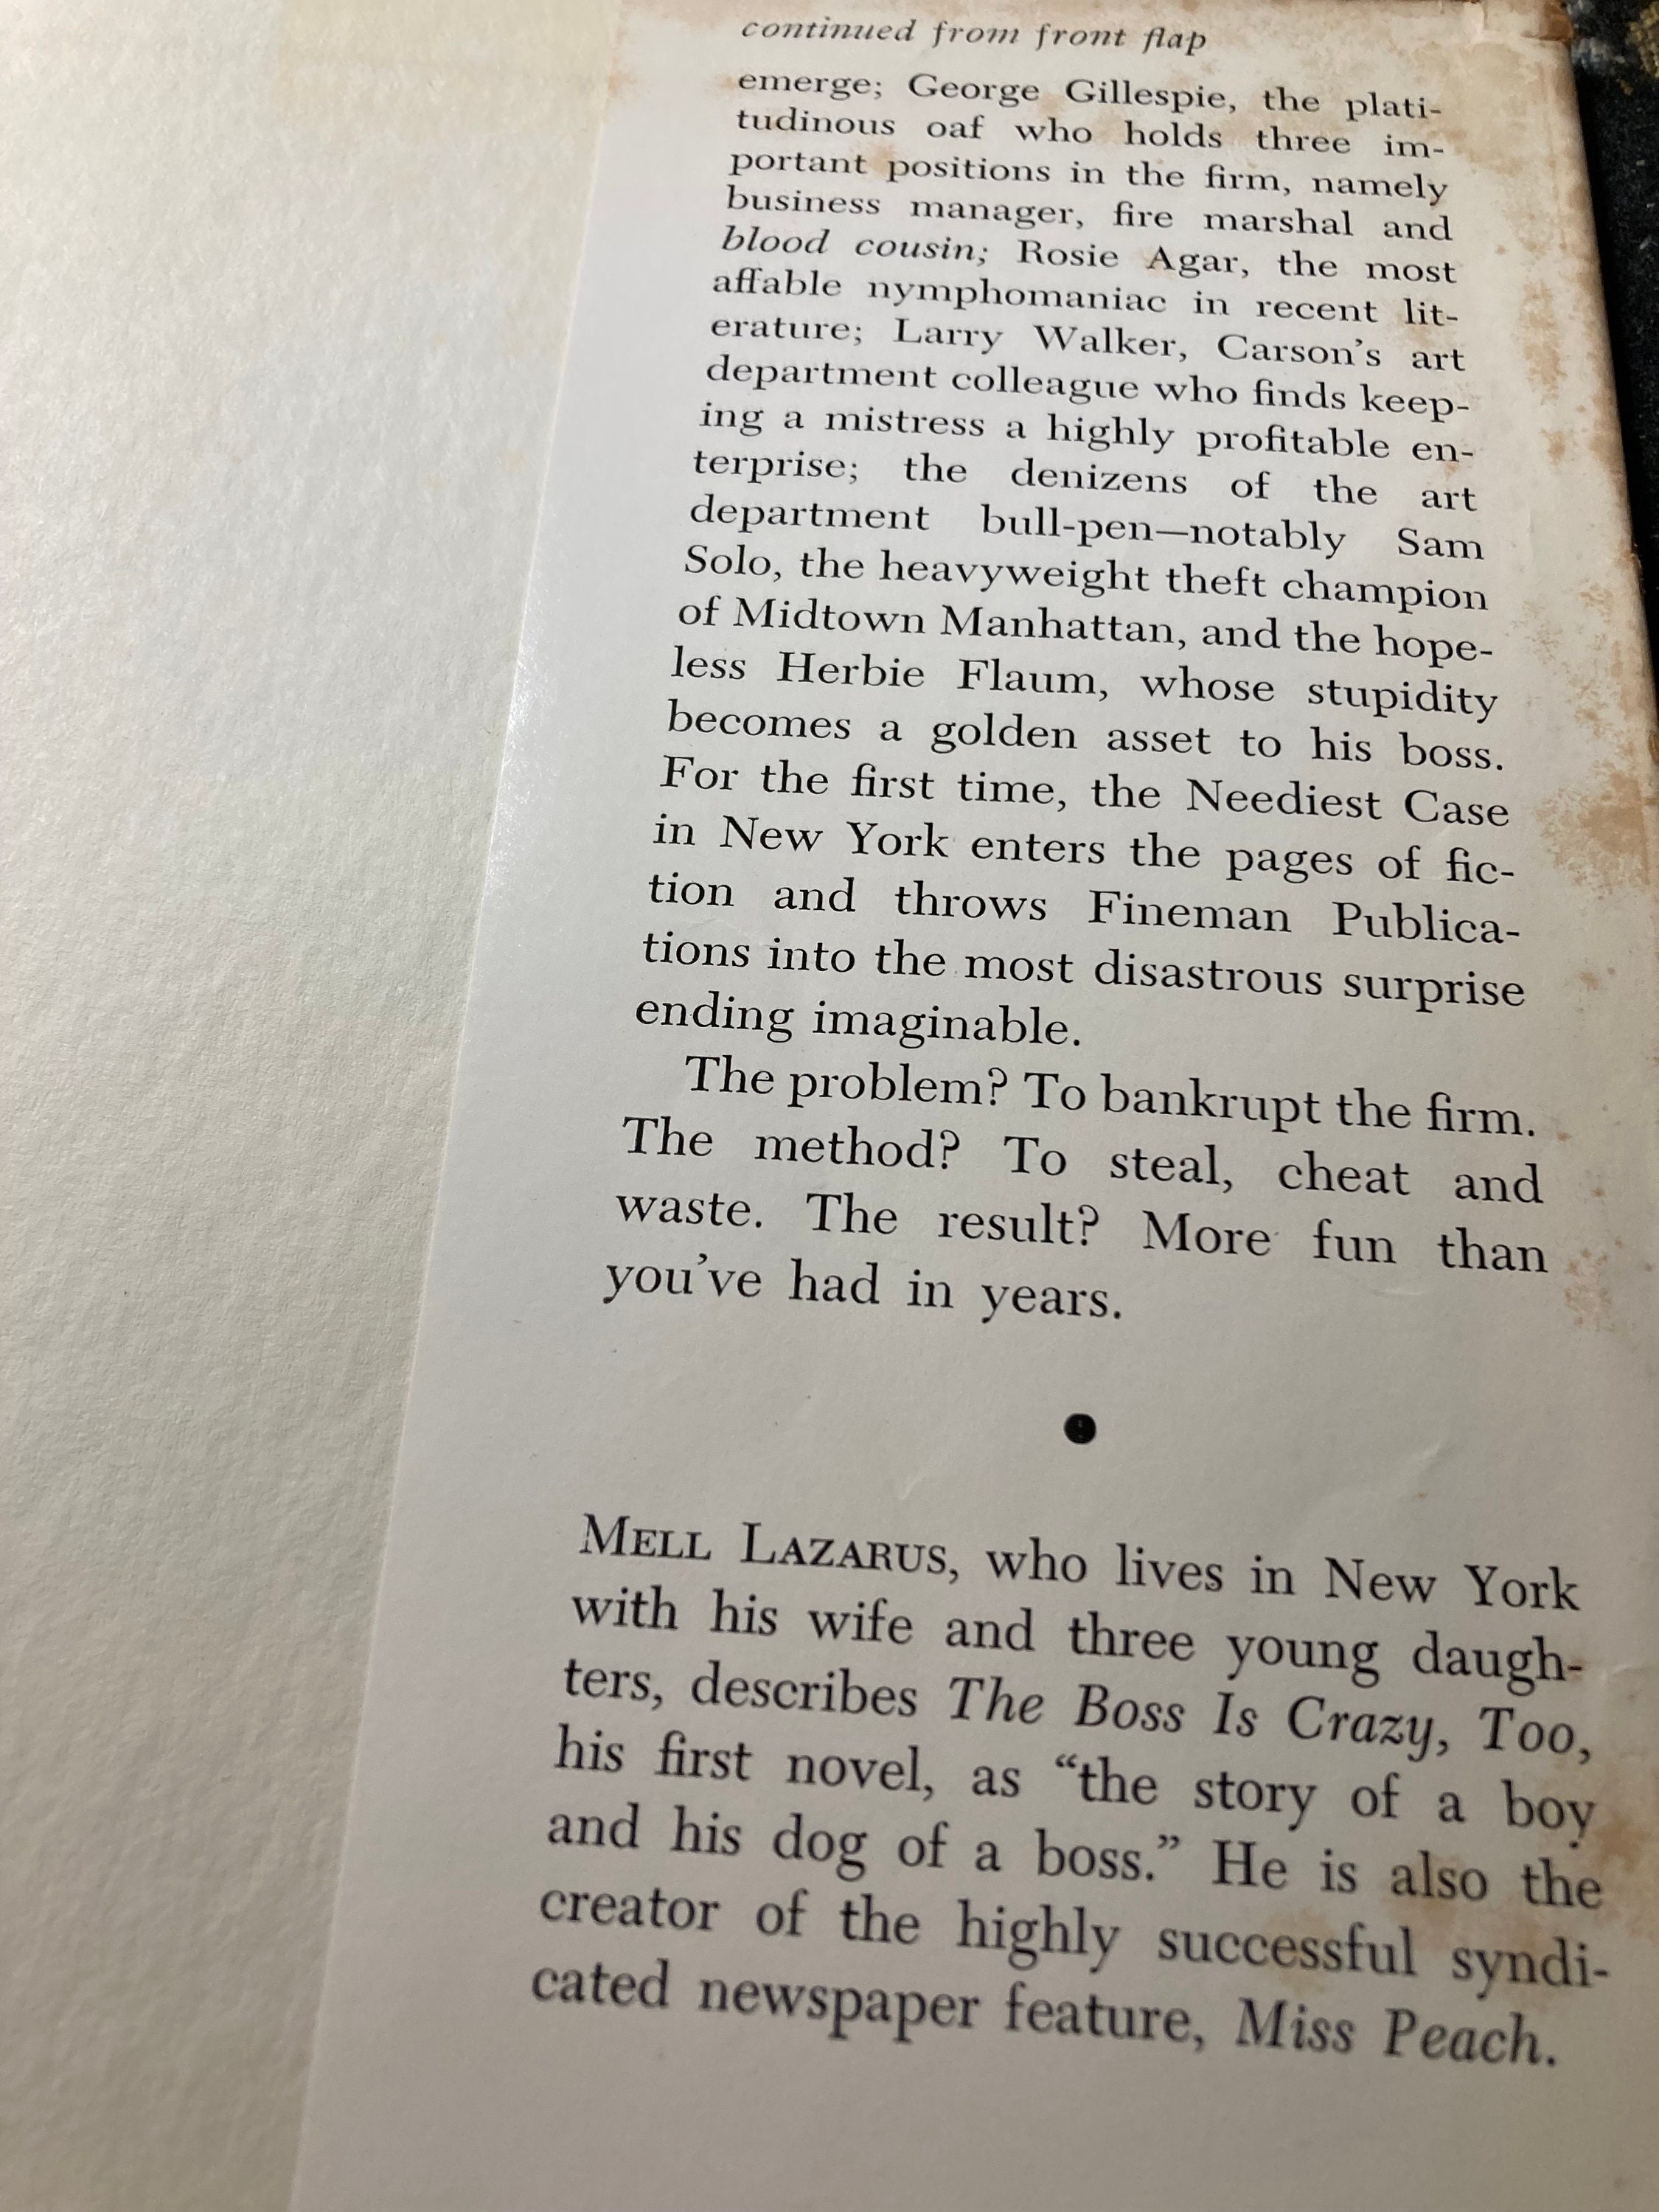 continued from front flap
emerge; George Gillespie, the plati-
tudinous oaf who holds three im-
portant positions in the firm, namely
business manager, fire marshal and
blood cousin; Rosie Agar, the most
affable nymphomaniac in recent lit-
erature; Larry Walker, Carson's art
department colleague who finds keep-
ing a mistress a highly profitable en-
terprise; the denizens of the art
department bull-pen—notably Sam
Solo, the heavyweight theft champion
of Midtown Manhattan, and the hope-
less Herbie Flaum, whose stupidity
becomes a golden asset to his boss.
For the first time, the Neediest Case
in New York enters the pages of fic-
tion and throws Fineman Publica-
tions into the most disastrous surprise
ending imaginable.
The problem? To bankrupt the firm.
The method? To steal, cheat and
waste. The result? More fun than
you've had in years.
●
MELL LAZARUS, who lives in New York
with his wife and three young daugh-
ters, describes The Boss Is Crazy, Too,
his first novel, as “the story of a boy
and his dog of a boss.” He is also the
creator of the highly successful syndi-
cated newspaper feature, Miss Peach.